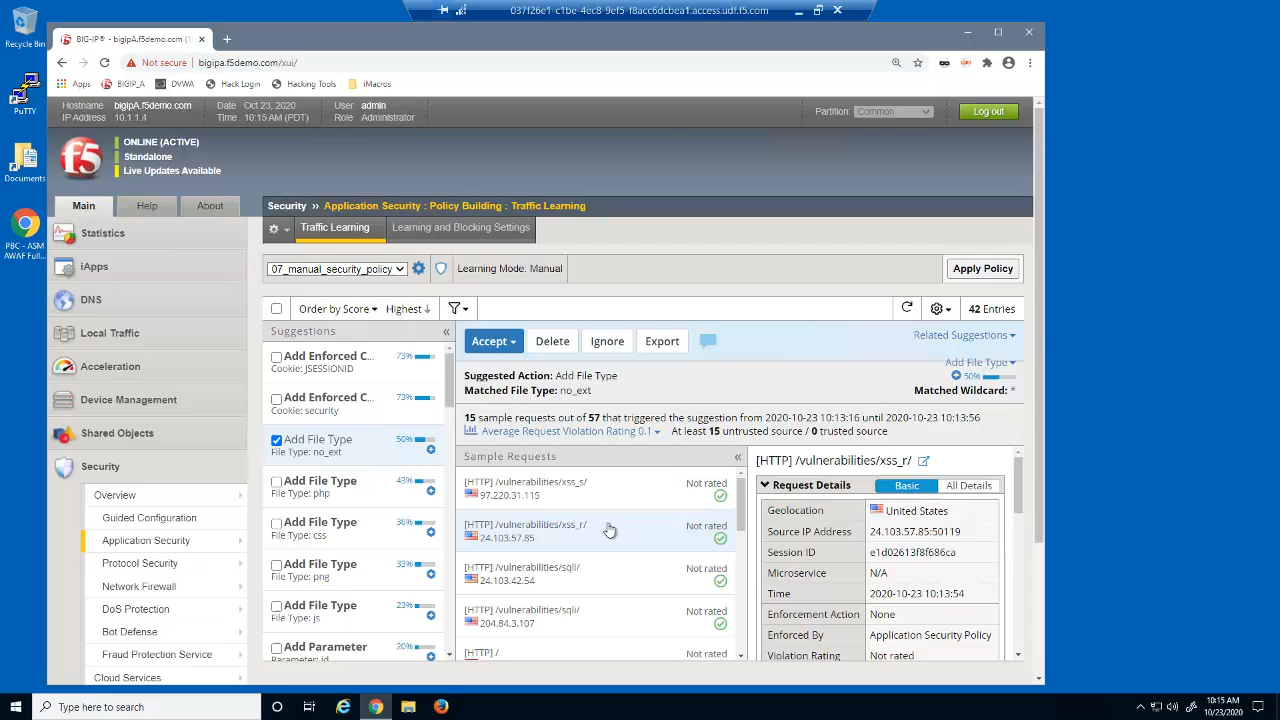 037f26e1-c1be-4ec8-9ef5-f8acc6dcbea1.access.udf.f5.com
Recycle Bin
PuTTY
Documents
PBC - ASM
AWAF Full...
BIG-IP® - bigipA.f5demo.com (1
Not secure
bigipa.f5demo.com/xui/
Apps
BIGIP_A
DVWA
Hack Login
Hacking Tools
iMacros
Hostname bigipA.f5demo.com
IP Address 10.1.1.4
Date Oct 23, 2020
Time 10:15 AM (PDT)
User admin
Role Administrator
Partition: Common
Log out
f5
ONLINE (ACTIVE)
Standalone
Live Updates Available
Main
Help
About
Security ›› Application Security : Policy Building : Traffic Learning
Traffic Learning
Learning and Blocking Settings
Statistics
iApps
DNS
Local Traffic
Acceleration
Device Management
Shared Objects
Security
Overview
Guided Configuration
Application Security
Protocol Security
Network Firewall
DoS Protection
Bot Defense
Fraud Protection Service
Cloud Services
07_manual_security_policy
Learning Mode: Manual
Apply Policy
Order by Score
Highest
42 Entries
Suggestions
Add Enforced C... 73%
Cookie: JSESSIONID
Add Enforced C... 73%
Cookie: security
Add File Type 50%
File Type: no_ext
Add File Type 43%
File Type: php
Add File Type 36%
File Type: css
Add File Type 33%
File Type: png
Add File Type 23%
File Type: js
Add Parameter 20%
Parameter: id
Accept
Delete
Ignore
Export
Related Suggestions
Suggested Action: Add File Type
Matched File Type: no_ext
Add File Type
50%
Matched Wildcard: *
15 sample requests out of 57 that triggered the suggestion from 2020-10-23 10:13:16 until 2020-10-23 10:13:56
Average Request Violation Rating 0.1
At least 15 untrusted source / 0 trusted source
Sample Requests
[HTTP] /vulnerabilities/xss_s/ Not rated
97.220.31.115
[HTTP] /vulnerabilities/xss_r/ Not rated
24.103.57.85
[HTTP] /vulnerabilities/sqli/ Not rated
24.103.42.54
[HTTP] /vulnerabilities/sqli/ Not rated
204.84.3.107
[HTTP] / Not rated
[HTTP] /vulnerabilities/xss_r/
Request Details
Basic
All Details
Geolocation United States
Source IP Address 24.103.57.85:50119
Session ID e1d02613f8f686ca
Microservice N/A
Time 2020-10-23 10:13:54
Enforcement Action None
Enforced By Application Security Policy
Violation Rating Not rated
Type here to search
10:15 AM
10/23/2020